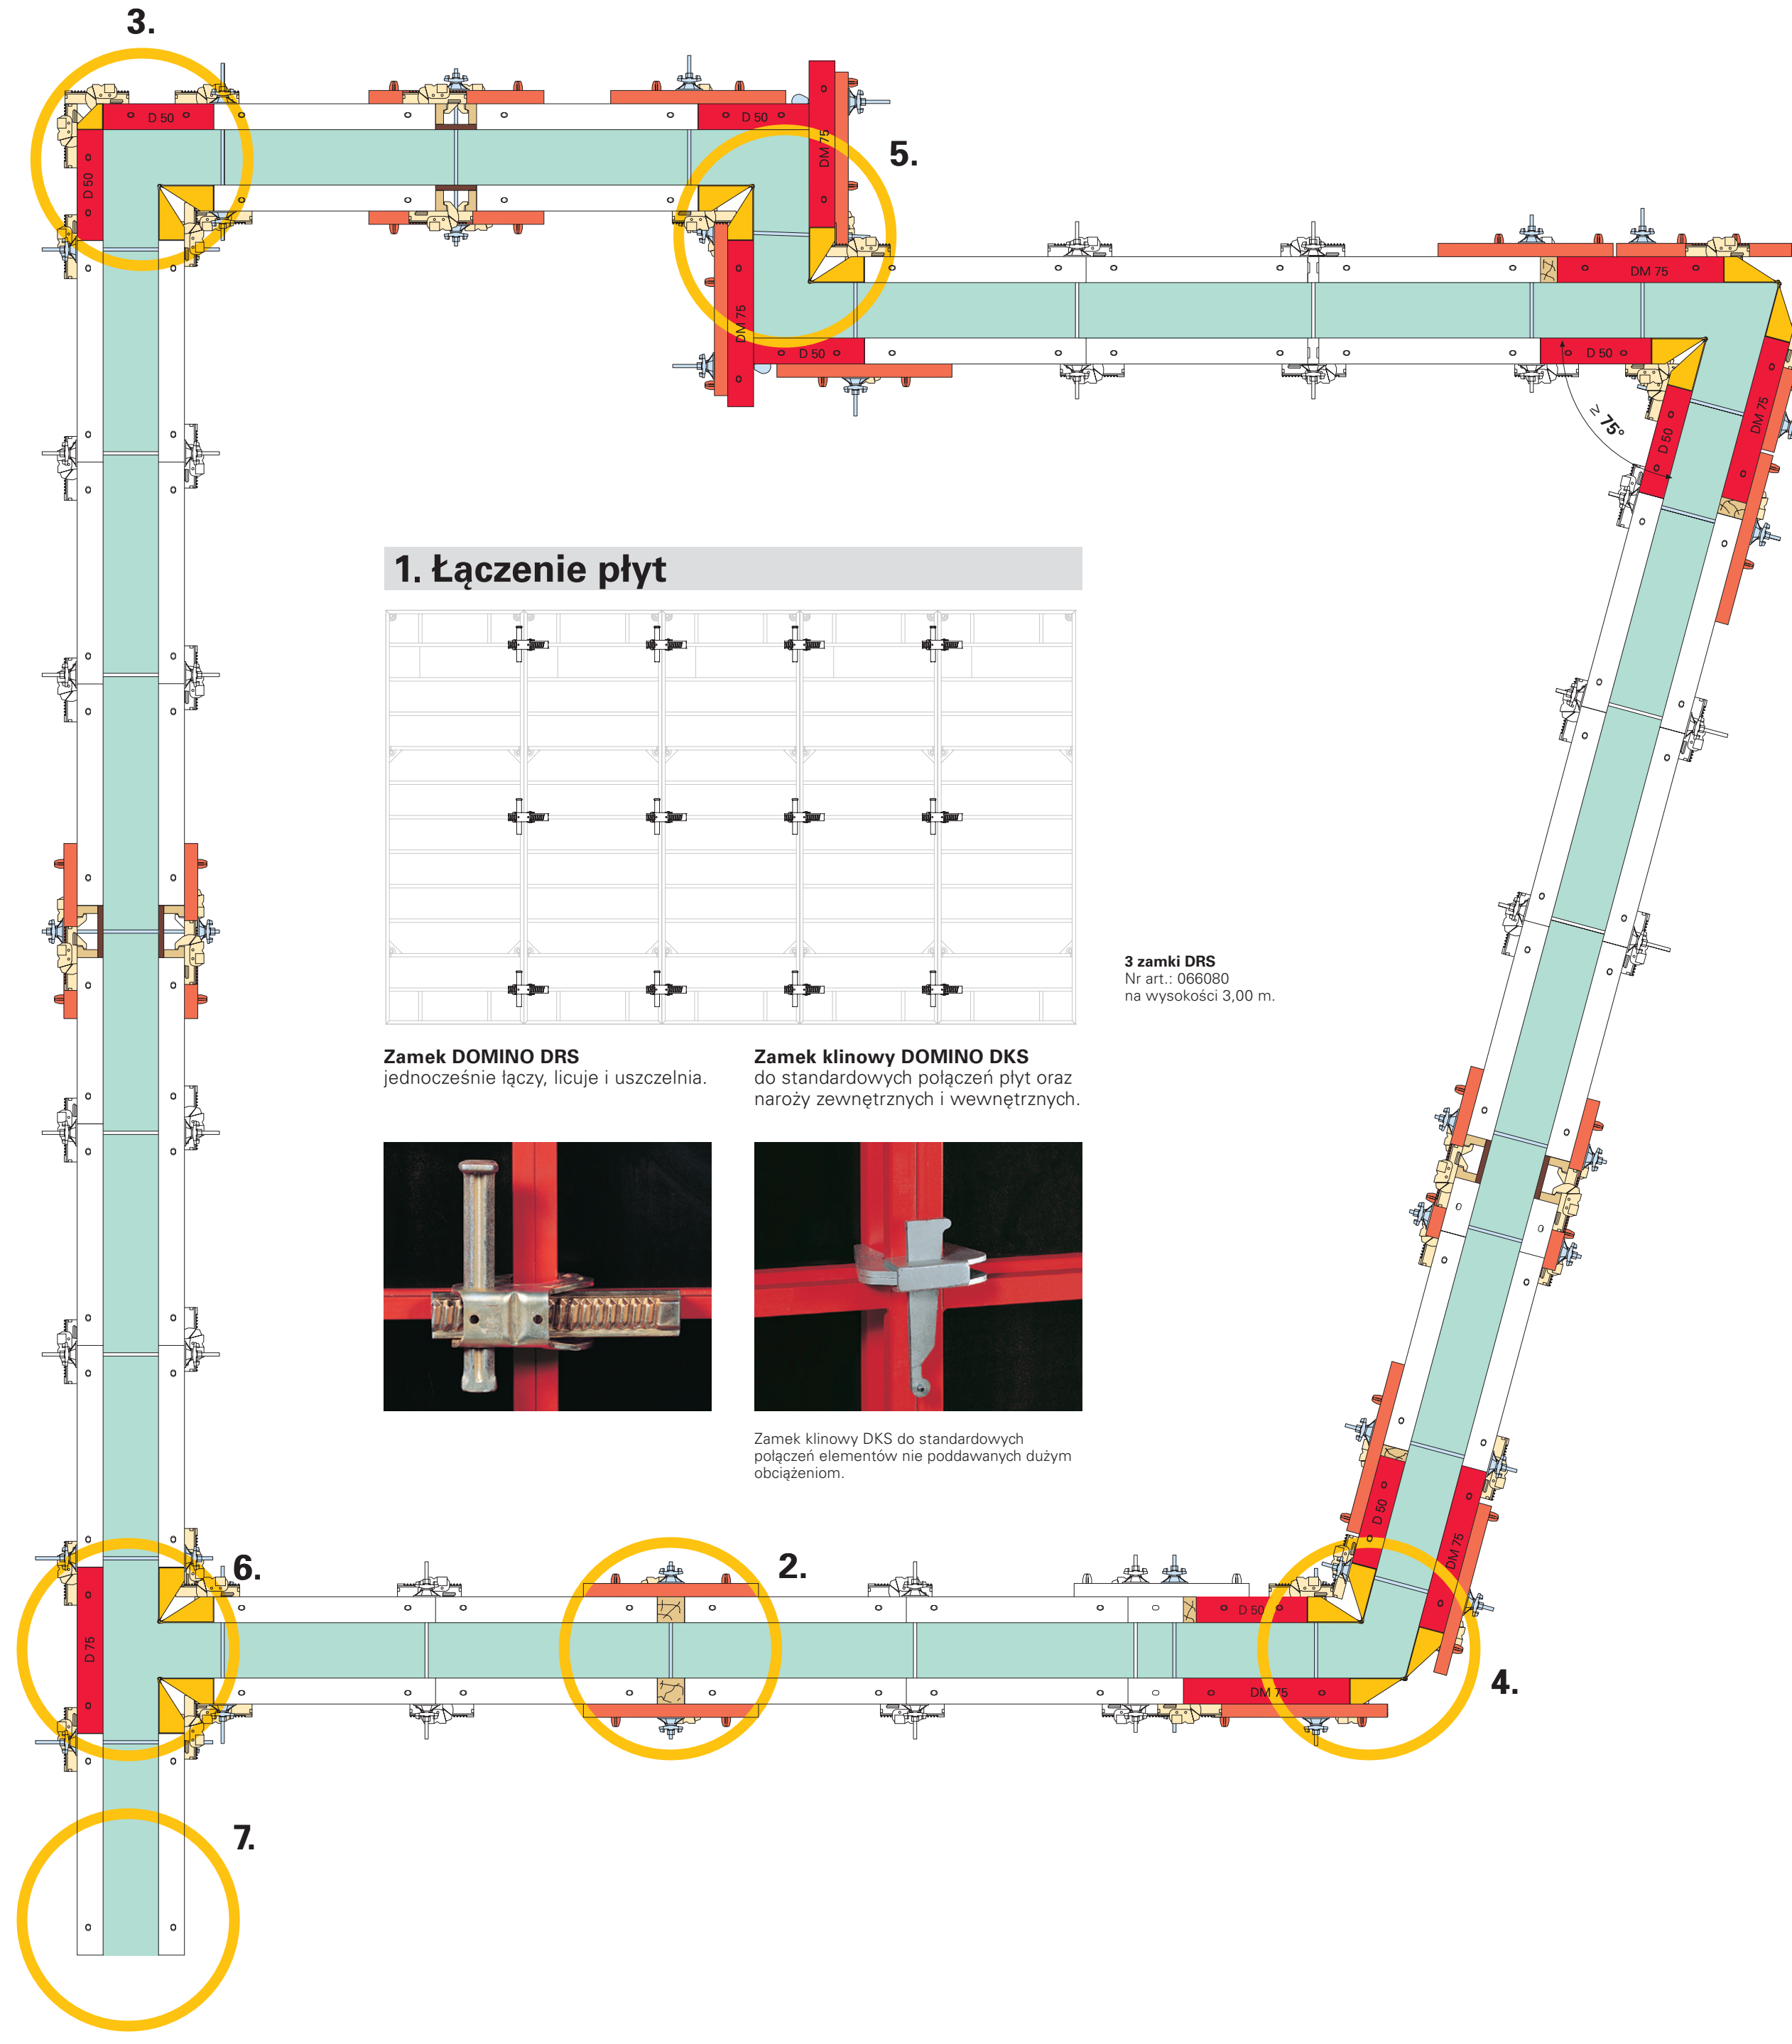 3.
D 50
D 50
DM 75
D 50
5.
DM 75
D 50
DM 75
D 50
≥ 75°
D 50
DM 75
1. Łączenie płyt
3 zamki DRS
Nr art.: 066080
na wysokości 3,00 m.
Zamek DOMINO DRS
jednocześnie łączy, licuje i uszczelnia.
Zamek klinowy DOMINO DKS
do standardowych połączeń płyt oraz
naroży zewnętrznych i wewnętrznych.
Zamek klinowy DKS do standardowych
połączeń elementów nie poddawanych dużym
obciążeniom.
D 50
DM 75
6.
2.
D 50
D 75
DM 75
4.
7.